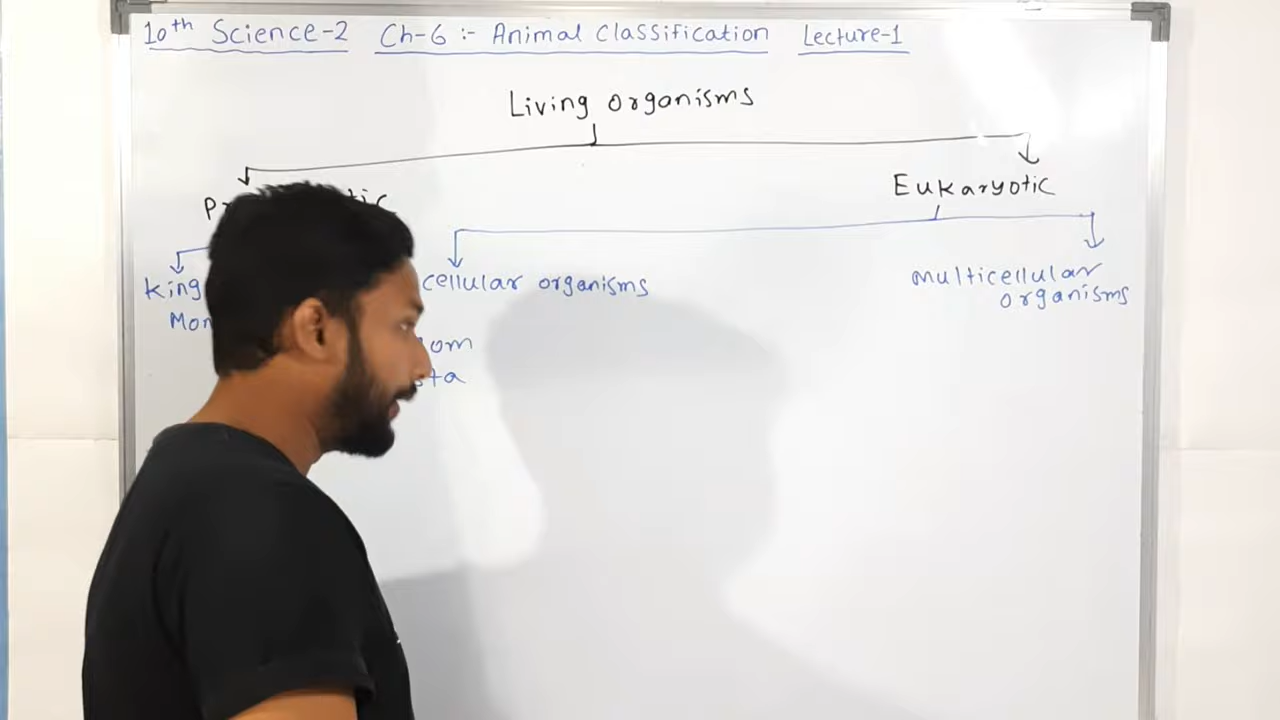 10th Science-2 Ch-6 :- Animal Classification Lecture-1
Living organisms
Eukaryotic
cellular organisms
multicellular
organisms